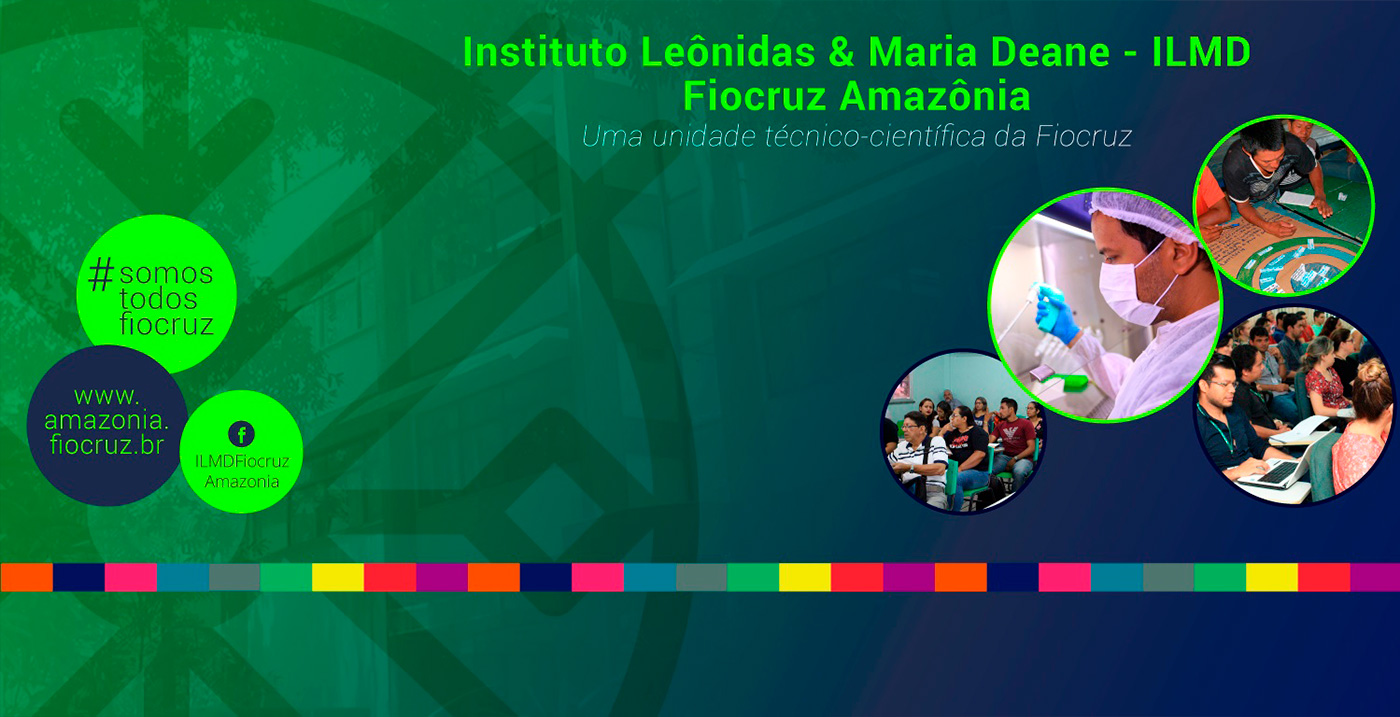 Instituto Leônidas & Maria Deane - ILMD
Fiocruz Amazônia
Uma unidade técnico-científica da Fiocruz
#somos
todos
fiocruz
www.
amazonia.
fiocruz.br
f
ILMDFiocruz
Amazonia